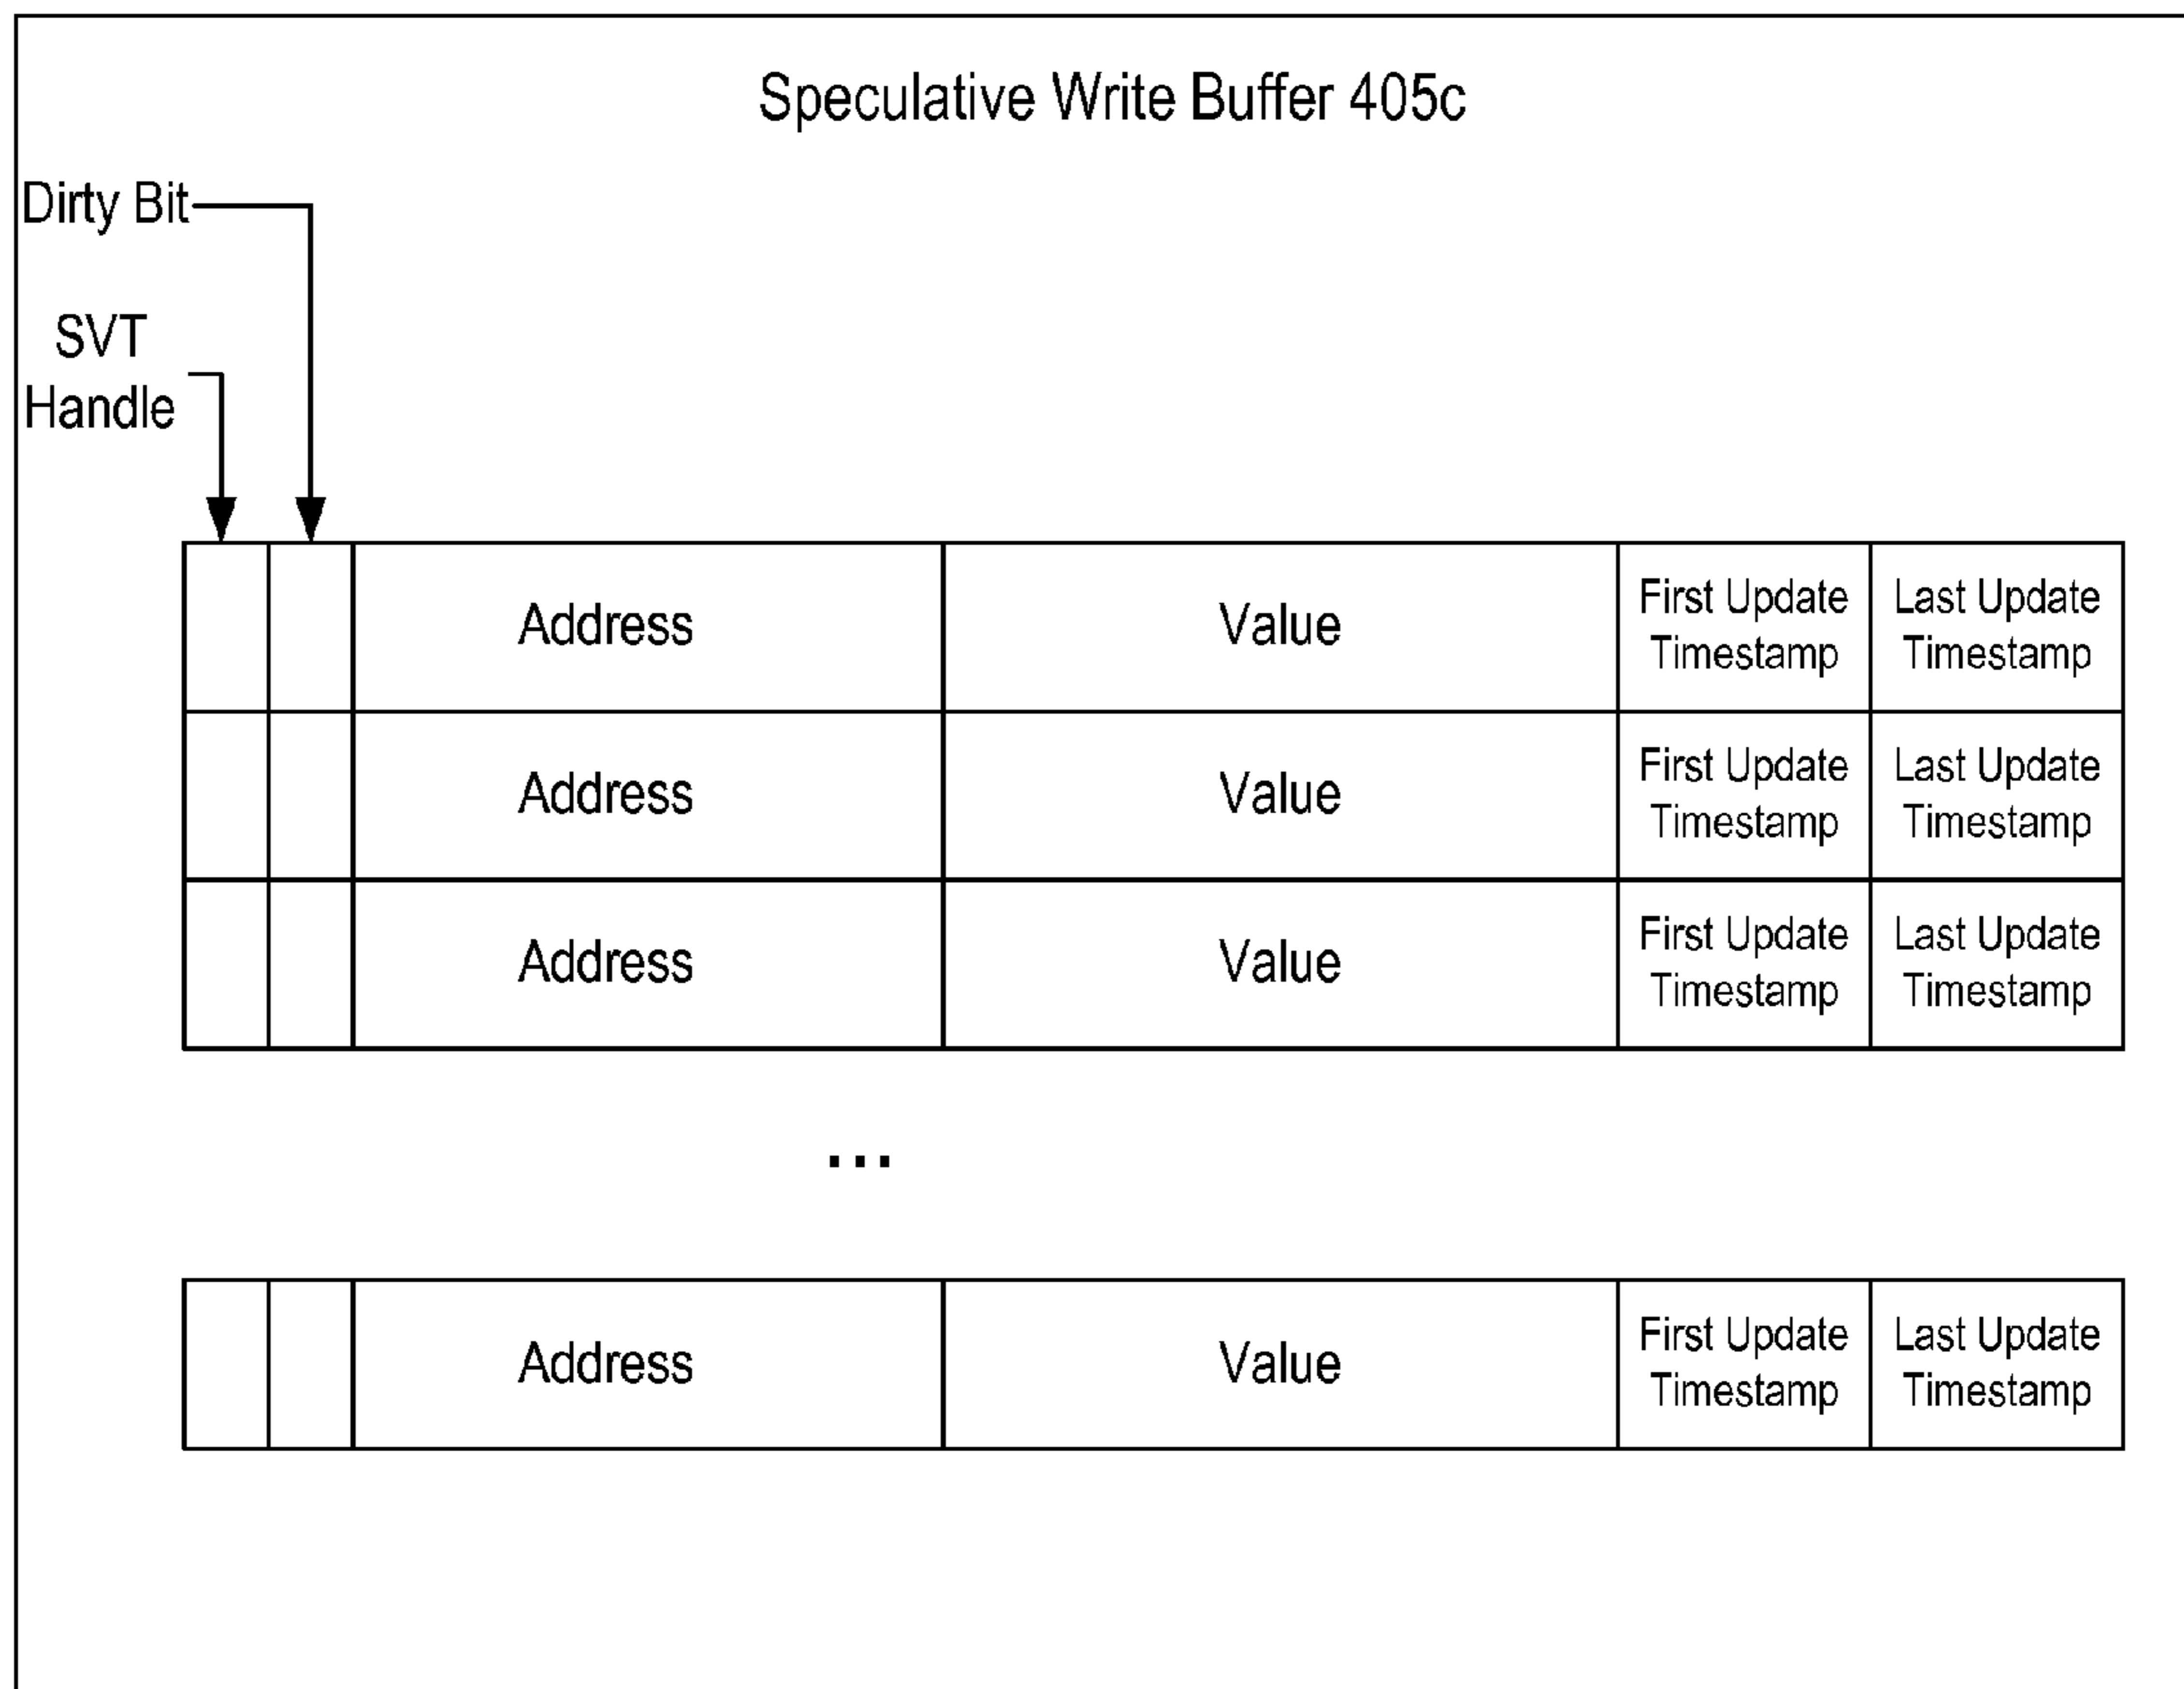 Speculative Write Buffer 405c
Dirty Bit
SVT
Handle
Address Value First Update Last Update
Timestamp Timestamp
Address Value First Update Last Update
Timestamp Timestamp
Address Value First Update Last Update
Timestamp Timestamp
...
Address Value First Update Last Update
Timestamp Timestamp